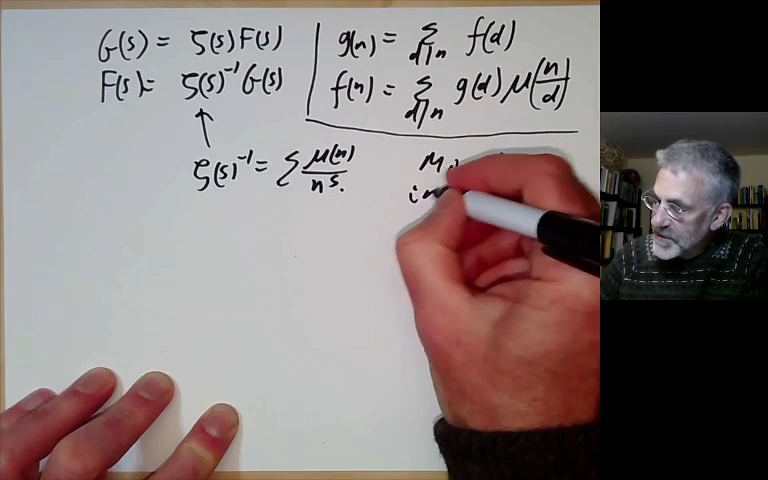 G(s) = ζ(s)F(s)
F(s) = ζ(s)⁻¹G(s)
g(n) = Σ_{d|n} f(d)
f(n) = Σ_{d|n} g(d) μ(n/d)
ζ(s)⁻¹ = Σ μ(n)/nˢ.